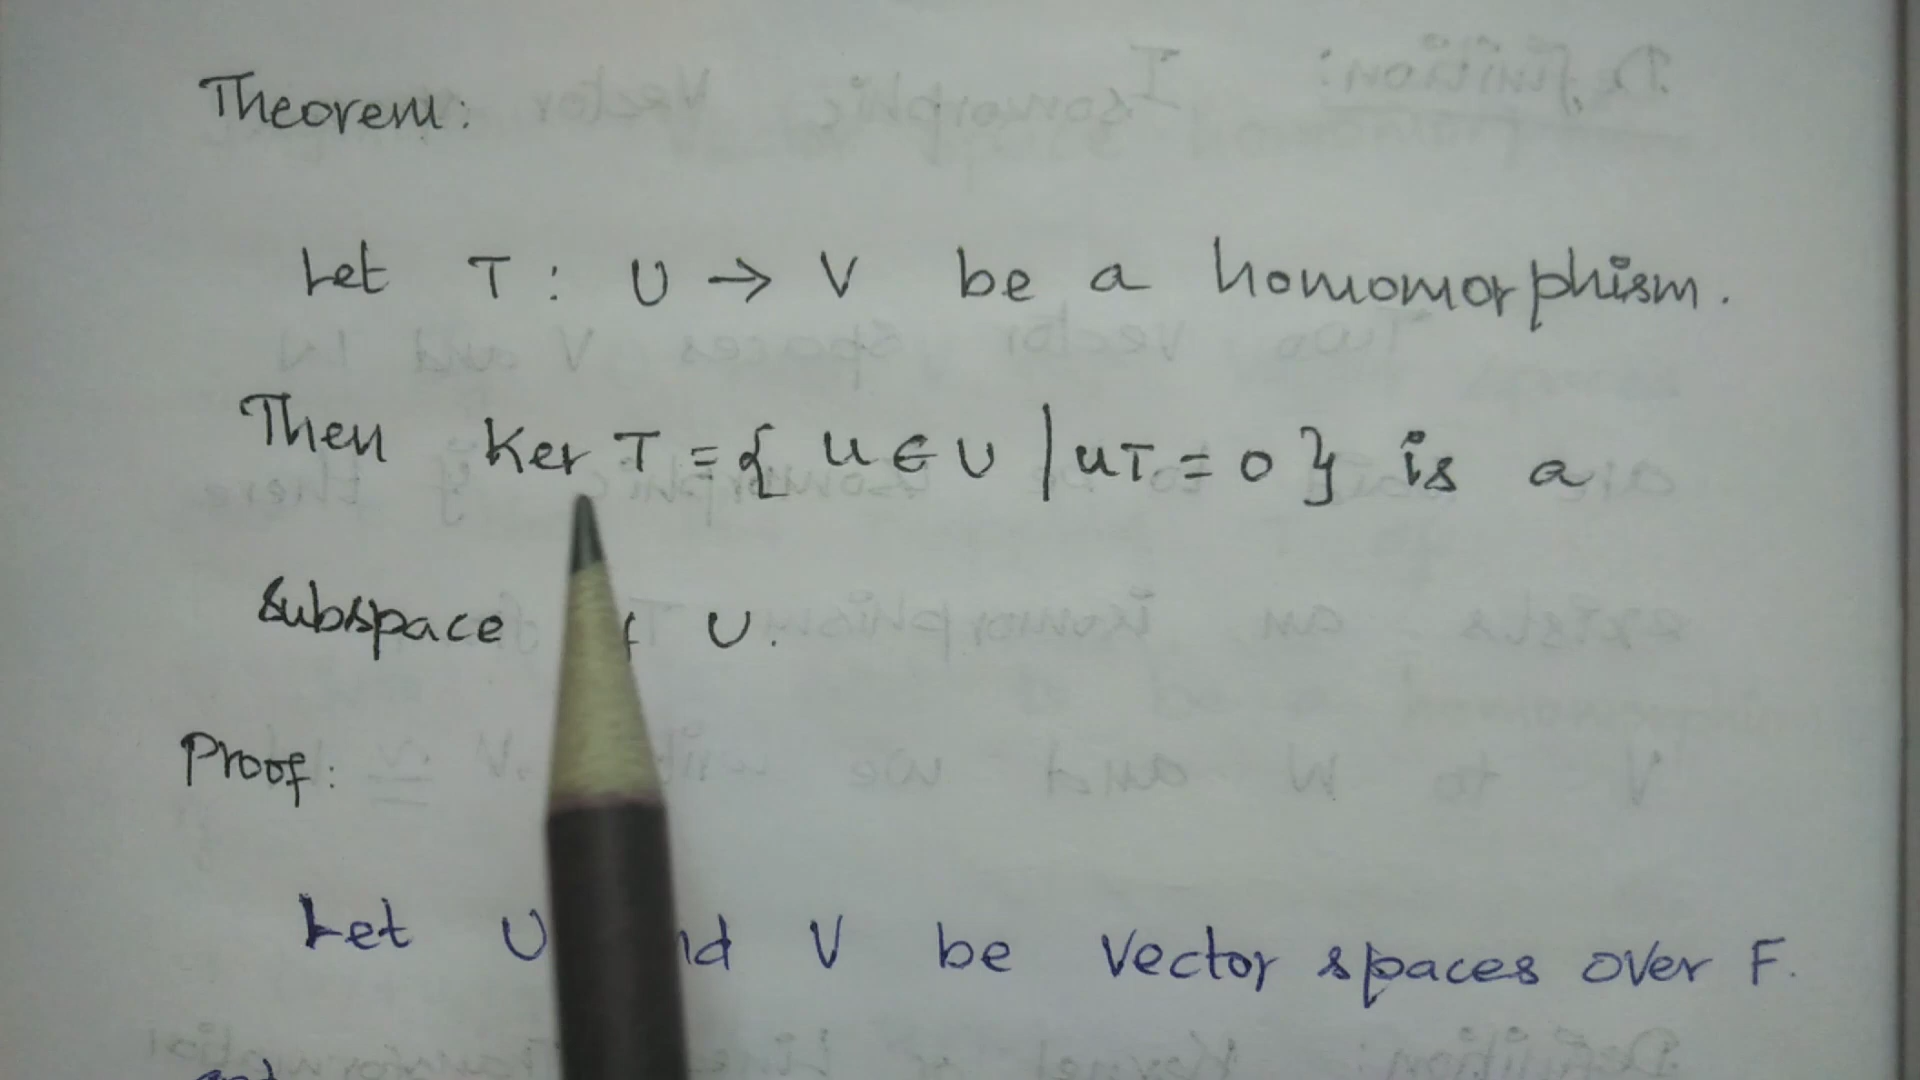 Theorem:
Let T : U → V be a homomorphism.
Then Ker T = { u ∈ U | uT = 0 } is a
Subspace U.
Proof:
Let U V be Vector spaces over F.